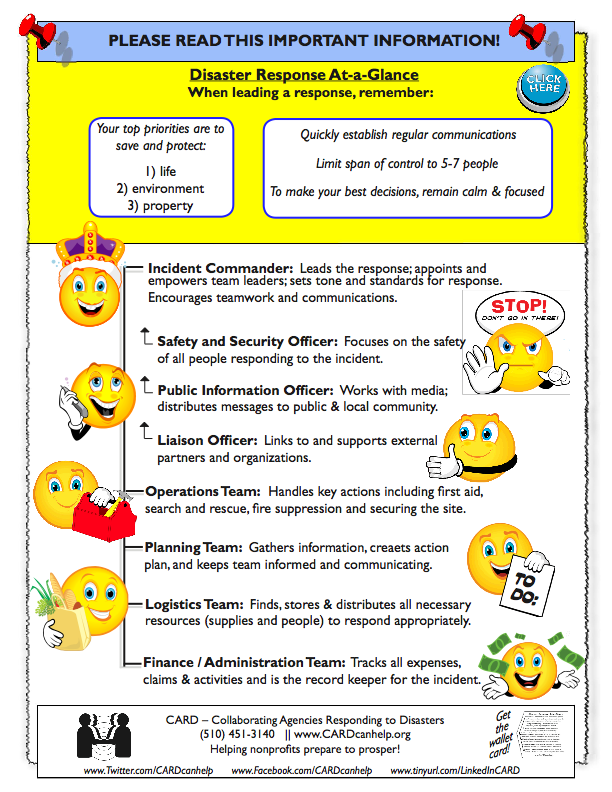 PLEASE READ THIS IMPORTANT INFORMATION!
Disaster Response At-a-Glance
When leading a response, remember:
CLICK
HERE
Your top priorities are to
save and protect:
1) life
2) environment
3) property
Quickly establish regular communications
Limit span of control to 5-7 people
To make your best decisions, remain calm & focused
Incident Commander: Leads the response; appoints and
empowers team leaders; sets tone and standards for response.
Encourages teamwork and communications.
STOP!
DON'T GO IN THERE!
Safety and Security Officer: Focuses on the safety
of all people responding to the incident.
Public Information Officer: Works with media;
distributes messages to public & local community.
Liaison Officer: Links to and supports external
partners and organizations.
Operations Team: Handles key actions including first aid,
search and rescue, fire suppression and securing the site.
Planning Team: Gathers information, creaets action
plan, and keeps team informed and communicating.
TO
DO:
Logistics Team: Finds, stores & distributes all necessary
resources (supplies and people) to respond appropriately.
Finance / Administration Team: Tracks all expenses,
claims & activities and is the record keeper for the incident.
CARD – Collaborating Agencies Responding to Disasters
(510) 451-3140 || www.CARDcanhelp.org
Helping nonprofits prepare to prosper!
Get
the
wallet
card!
www.Twitter.com/CARDcanhelp www.Facebook.com/CARDcanhelp www.tinyurl.com/LinkedInCARD